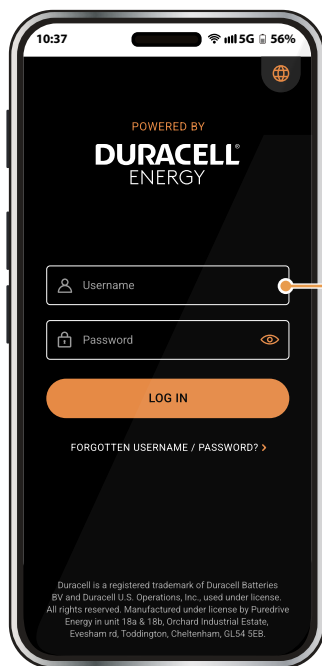 10:37 5G 56%
POWERED BY
DURACELL®
ENERGY
Username
Password
LOG IN
FORGOTTEN USERNAME / PASSWORD? >
Duracell is a registered trademark of Duracell Batteries
BV and Duracell U.S. Operations, Inc., used under license.
All rights reserved. Manufactured under license by Puredrive
Energy in unit 18a & 18b, Orchard Industrial Estate,
Evesham rd, Toddington, Cheltenham, GL54 5EB.